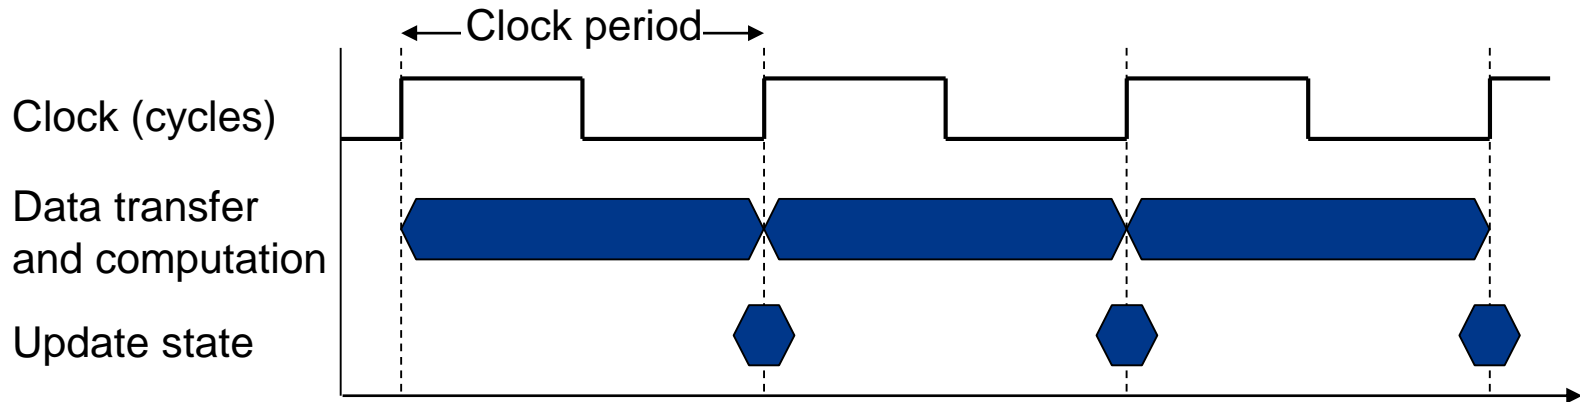 Clock period
Clock (cycles)
Data transfer
and computation
Update state